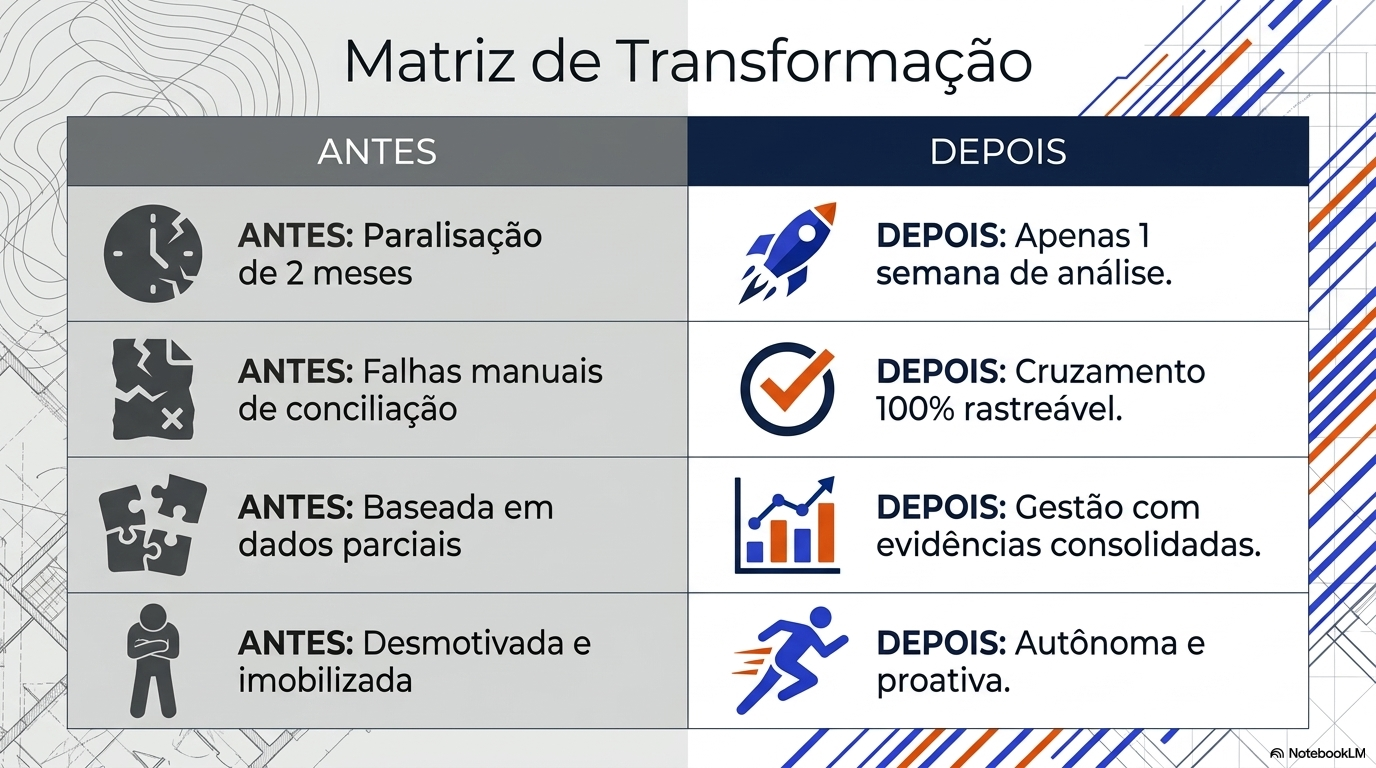 Matriz de Transformação
ANTES
DEPOIS
ANTES: Paralisação
de 2 meses
DEPOIS: Apenas 1
semana de análise.
ANTES: Falhas manuais
de conciliação
DEPOIS: Cruzamento
100% rastreável.
ANTES: Baseada em
dados parciais
DEPOIS: Gestão com
evidências consolidadas.
ANTES: Desmotivada e
imobilizada
DEPOIS: Autônoma e
proativa.
NotebookLM